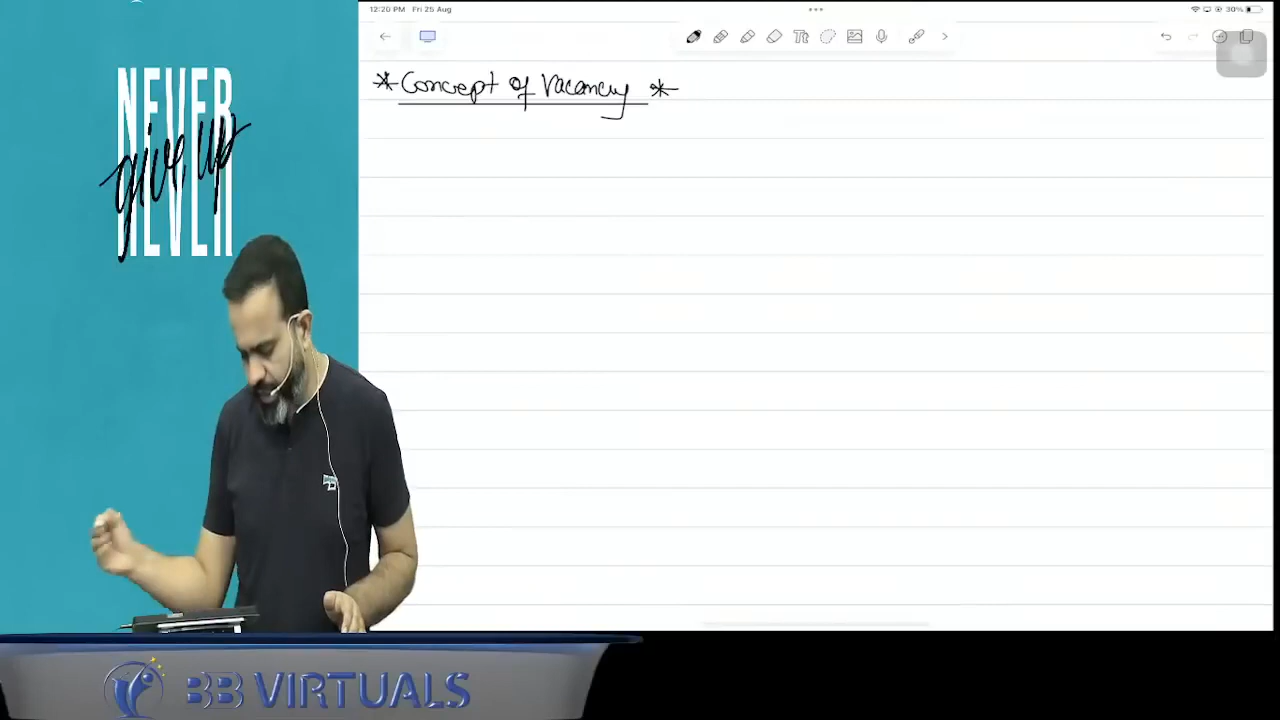 12:20 PM Fri 25 Aug
30%
*Concept of Vacancy *
NEVER
give up
NEVER
BB VIRTUALS